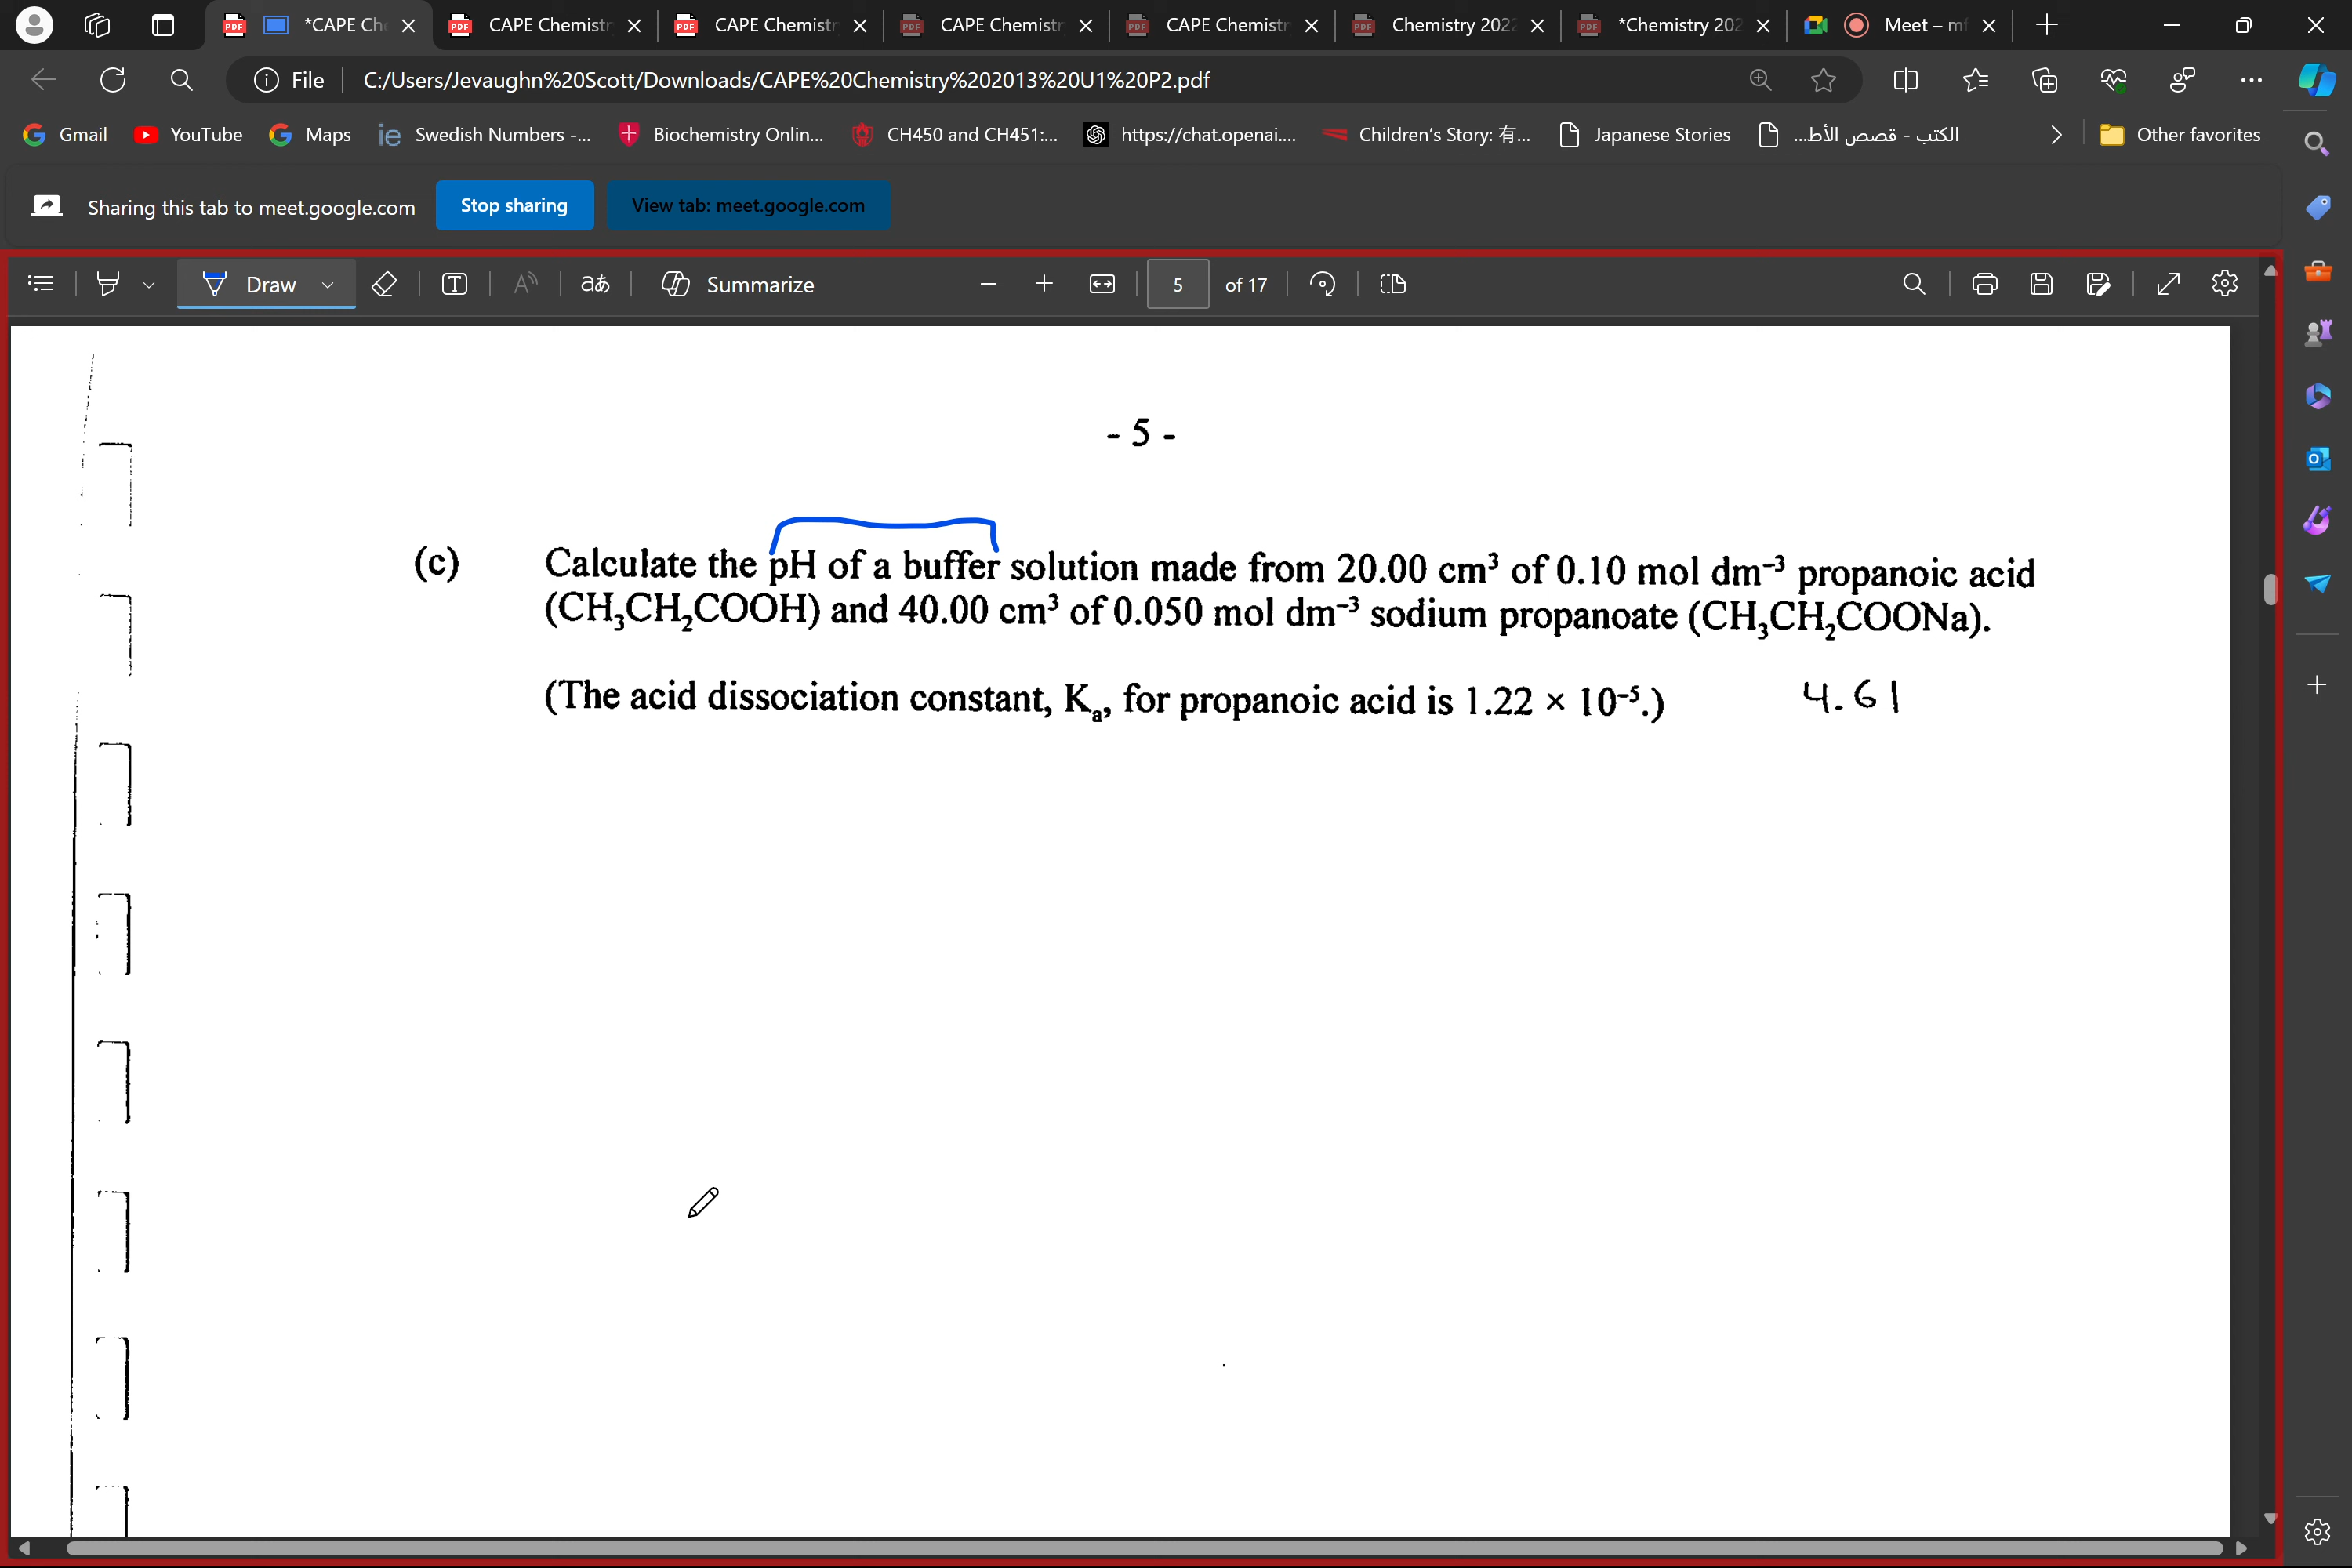 *CAPE Ch
CAPE Chemistr
CAPE Chemistr
CAPE Chemistr
CAPE Chemistr
Chemistry 202
*Chemistry 202
Meet – m
File
C:/Users/Jevaughn%20Scott/Downloads/CAPE%20Chemistry%202013%20U1%20P2.pdf
Gmail
YouTube
Maps
Swedish Numbers -...
Biochemistry Onlin...
CH450 and CH451:...
https://chat.openai....
Children's Story: 有...
Japanese Stories
الكتب - قصص الأط...
Other favorites
Sharing this tab to meet.google.com
Stop sharing
View tab: meet.google.com
Draw
aあ
Summarize
5
of 17
- 5 -
(c) Calculate the pH of a buffer solution made from 20.00 cm³ of 0.10 mol dm⁻³ propanoic acid
(CH₃CH₂COOH) and 40.00 cm³ of 0.050 mol dm⁻³ sodium propanoate (CH₃CH₂COONa).
(The acid dissociation constant, Kₐ, for propanoic acid is 1.22 × 10⁻⁵.) 4.61